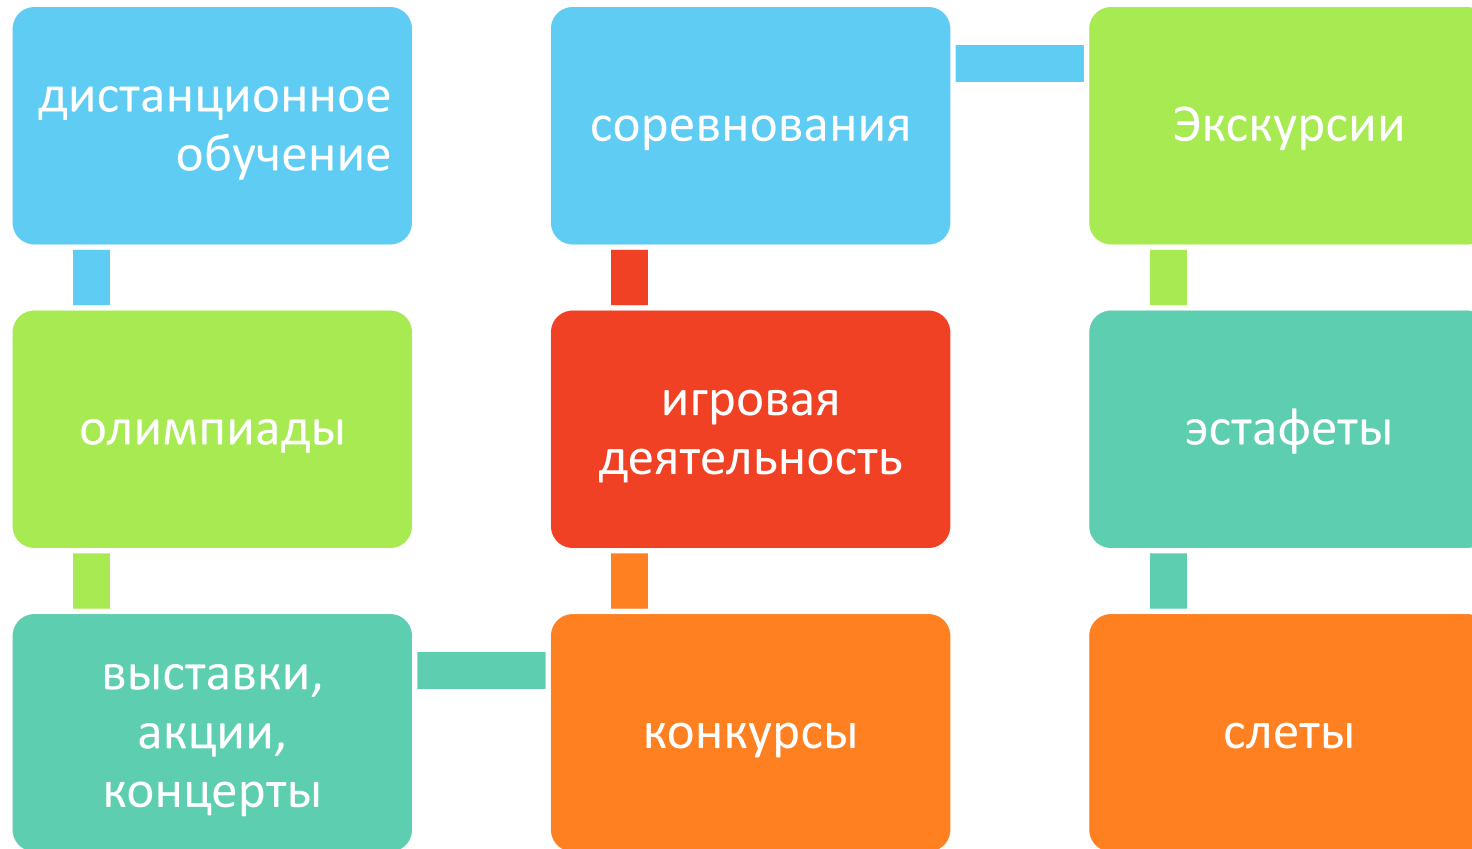 дистанционное
обучение
олимпиады
выставки,
акции,
концерты
конкурсы
игровая
деятельность
соревнования
Экскурсии
эстафеты
слеты